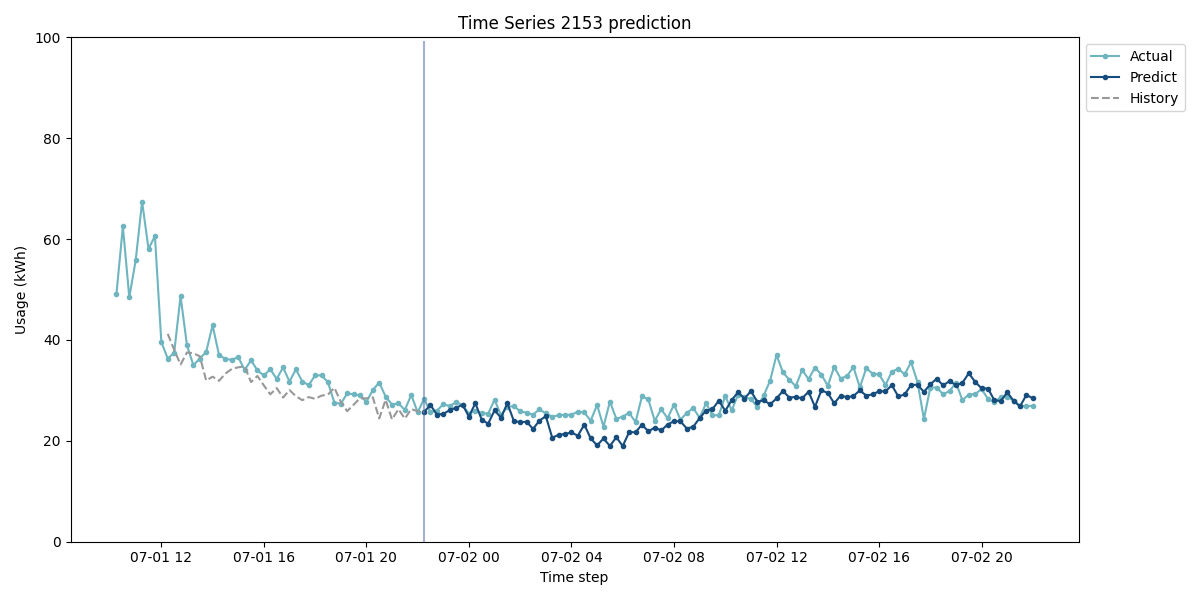 Time Series 2153 prediction
Usage (kWh)
100
80
60
40
20
0
07-01 12
07-01 16
07-01 20
07-02 00
07-02 04
07-02 08
07-02 12
07-02 16
07-02 20
Time step
Actual
Predict
History